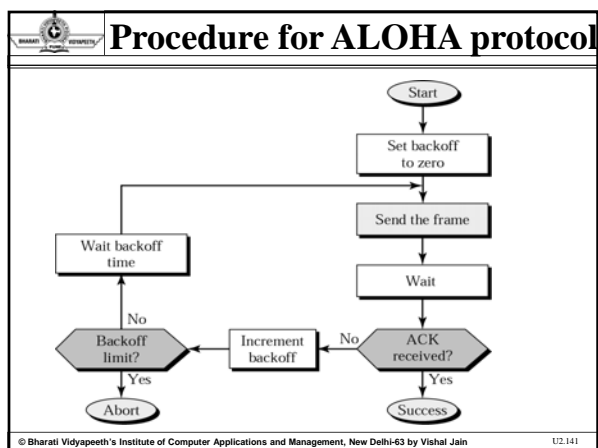 BHARATI VIDYAPEETH
Procedure for ALOHA protocol
Start
Set backoff
to zero
Send the frame
Wait
ACK
received?
No
Yes
Success
Increment
backoff
Backoff
limit?
No
Yes
Abort
Wait backoff
time
© Bharati Vidyapeeth's Institute of Computer Applications and Management, New Delhi-63 by Vishal Jain
U2.141